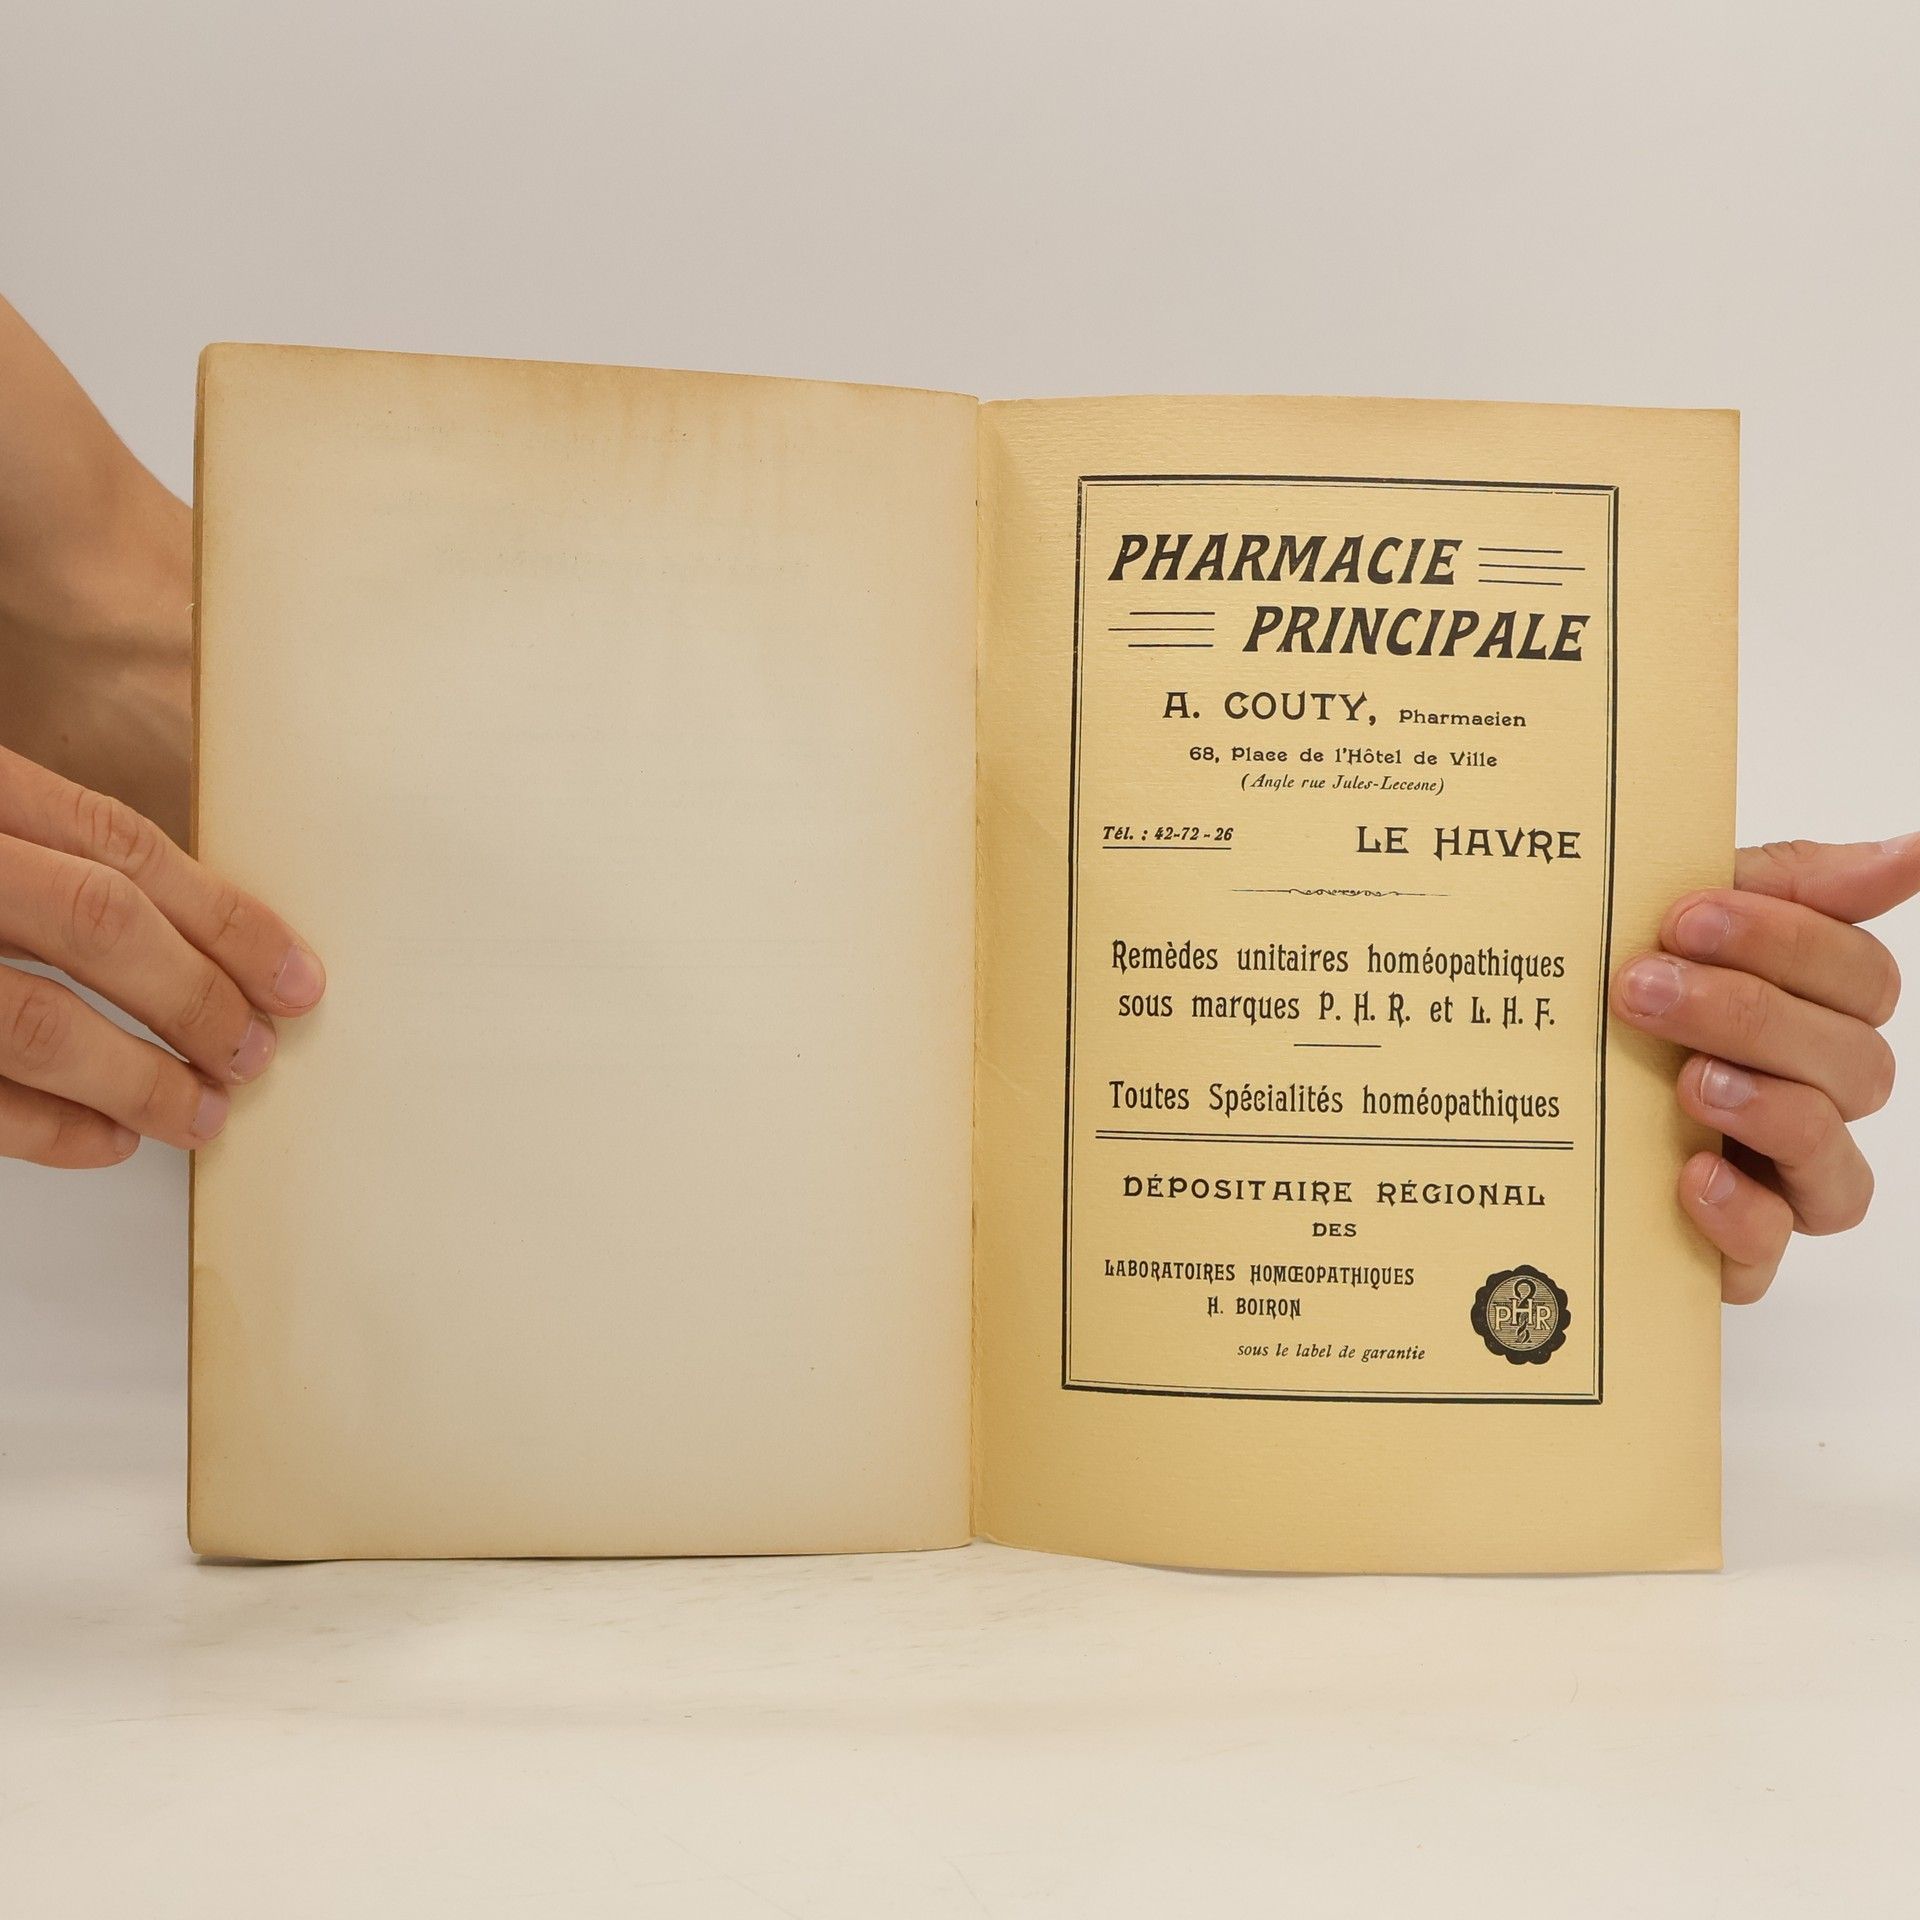 PHARMACIE
PRINCIPALE
A. COUTY, Pharmacien
68, Place de l'Hôtel de Ville
(Angle rue Jules-Lecesne)
Tél. : 42-72-26 LE HAVRE
Remèdes unitaires homéopathiques
sous marques P. H. R. et L. H. F.
Toutes Spécialités homéopathiques
DÉPOSITAIRE RÉGIONAL
DES
LABORATOIRES HOMŒOPATHIQUES
H. BOIRON
PHR
sous le label de garantie